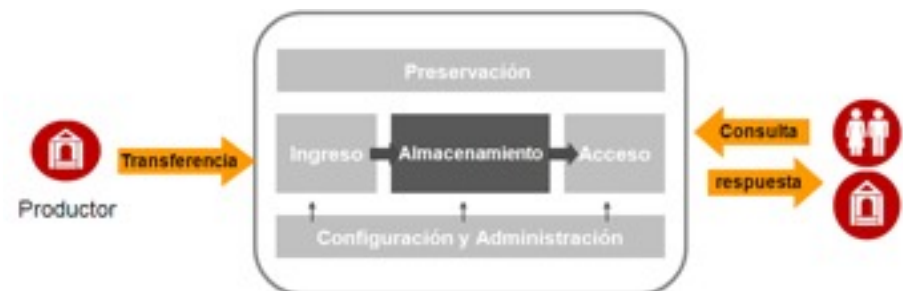 Preservación
Productor
Transferencia
Ingreso
Almacenamiento
Acceso
Consulta
respuesta
Configuración y Administración